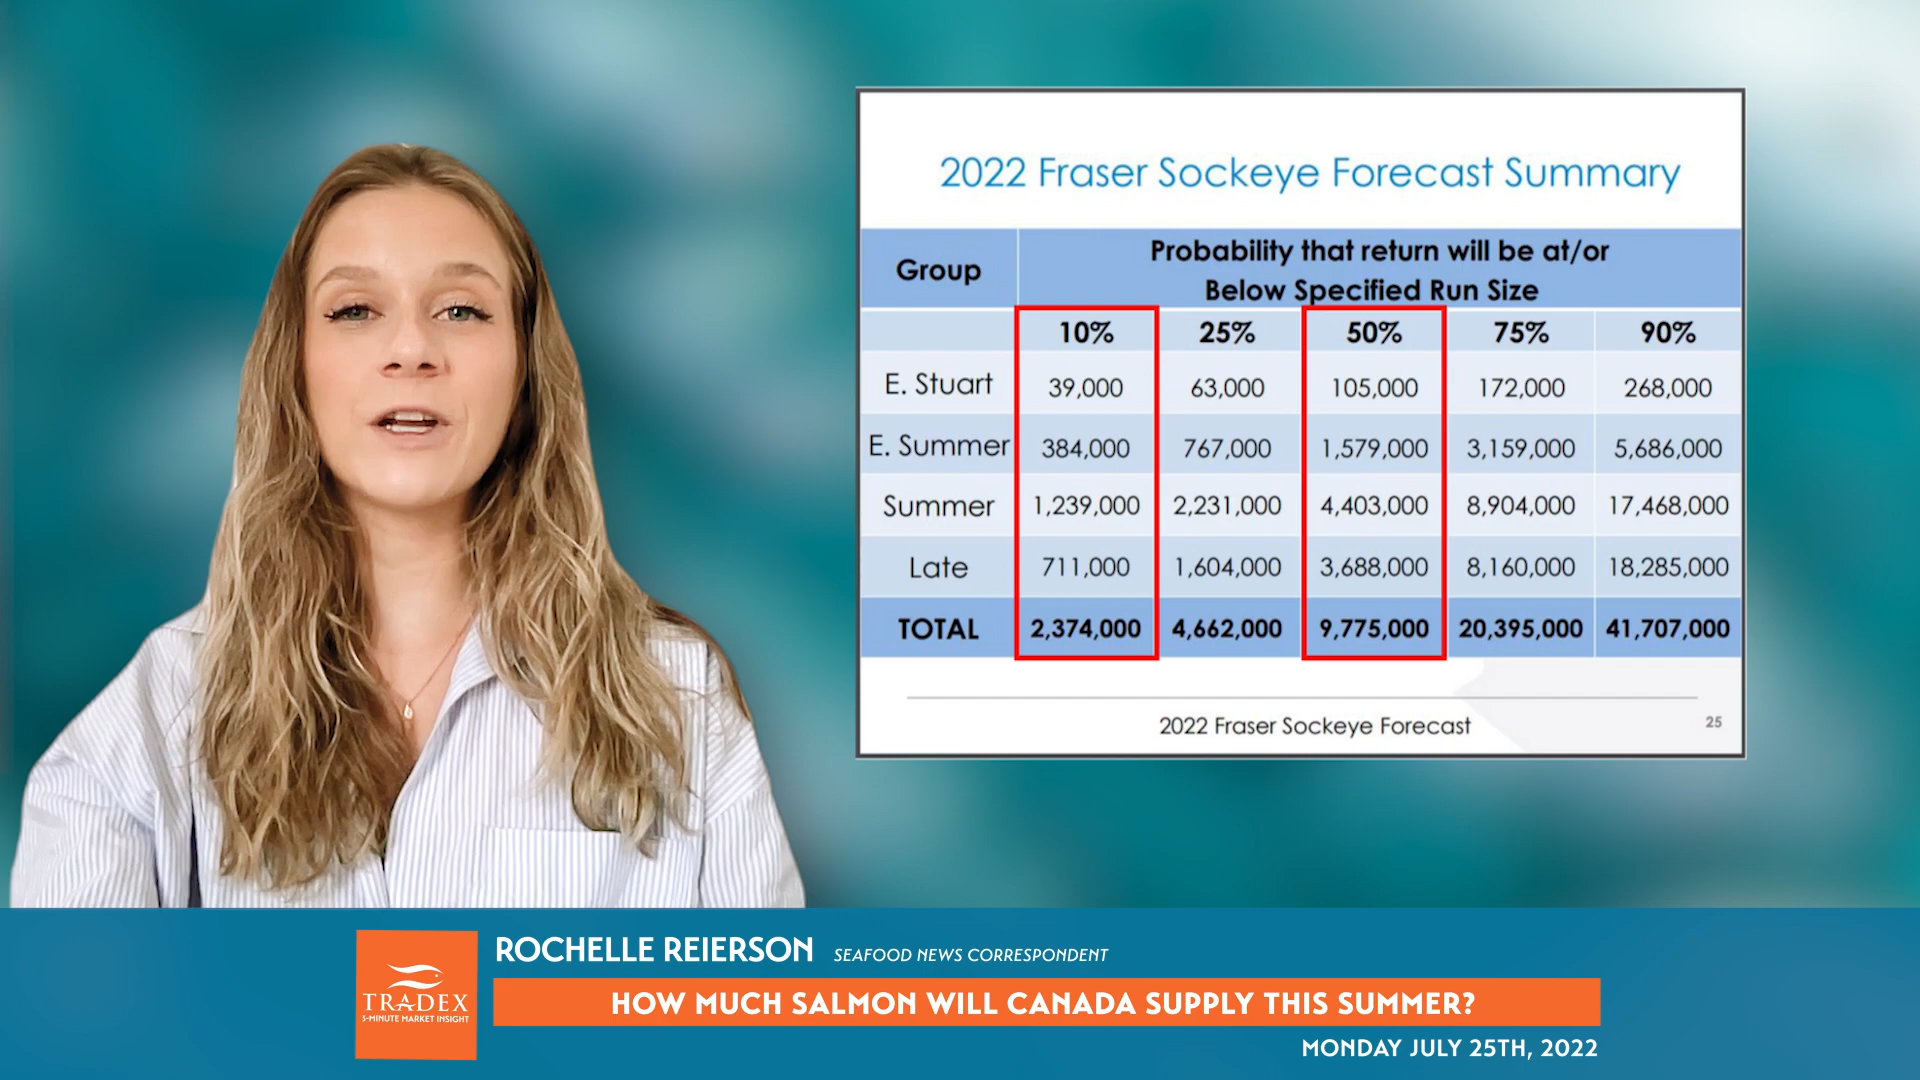 2022 Fraser Sockeye Forecast Summary
Group
Probability that return will be at/or
Below Specified Run Size
10% 25% 50% 75% 90%
E. Stuart 39,000 63,000 105,000 172,000 268,000
E. Summer 384,000 767,000 1,579,000 3,159,000 5,686,000
Summer 1,239,000 2,231,000 4,403,000 8,904,000 17,468,000
Late 711,000 1,604,000 3,688,000 8,160,000 18,285,000
TOTAL 2,374,000 4,662,000 9,775,000 20,395,000 41,707,000
2022 Fraser Sockeye Forecast 25
ROCHELLE REIERSON SEAFOOD NEWS CORRESPONDENT
TRADEX
3-MINUTE MARKET INSIGHT
HOW MUCH SALMON WILL CANADA SUPPLY THIS SUMMER?
MONDAY JULY 25TH, 2022